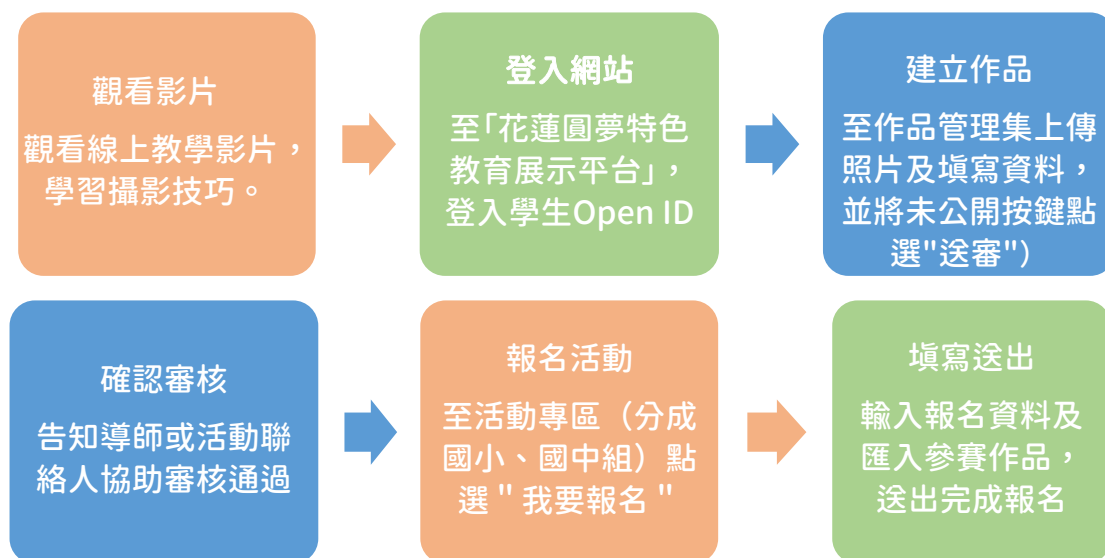 觀看影片
觀看線上教學影片，
學習攝影技巧。
登入網站
至「花蓮圓夢特色
教育展示平台」，
登入學生Open ID
建立作品
至作品管理集上傳
照片及填寫資料，
並將未公開按鍵點
選"送審")
確認審核
告知導師或活動聯
絡人協助審核通過
報名活動
至活動專區（分成
國小、國中組）點
選＂我要報名＂
填寫送出
輸入報名資料及
匯入參賽作品，
送出完成報名